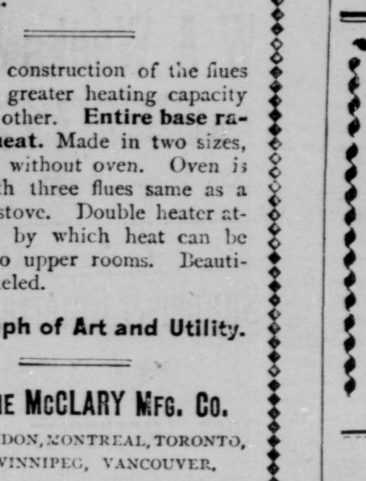 construction of the flues
greater heating capacity
other. Entire base ra-
heat. Made in two sizes,
without oven. Oven is
th three flues same as a
stove. Double heater at-
by which heat can be
o upper rooms. Beauti-
eled.
ph of Art and Utility.
HE McCLARY MFG. CO.
DON, MONTREAL, TORONTO,
WINNIPEG, VANCOUVER.